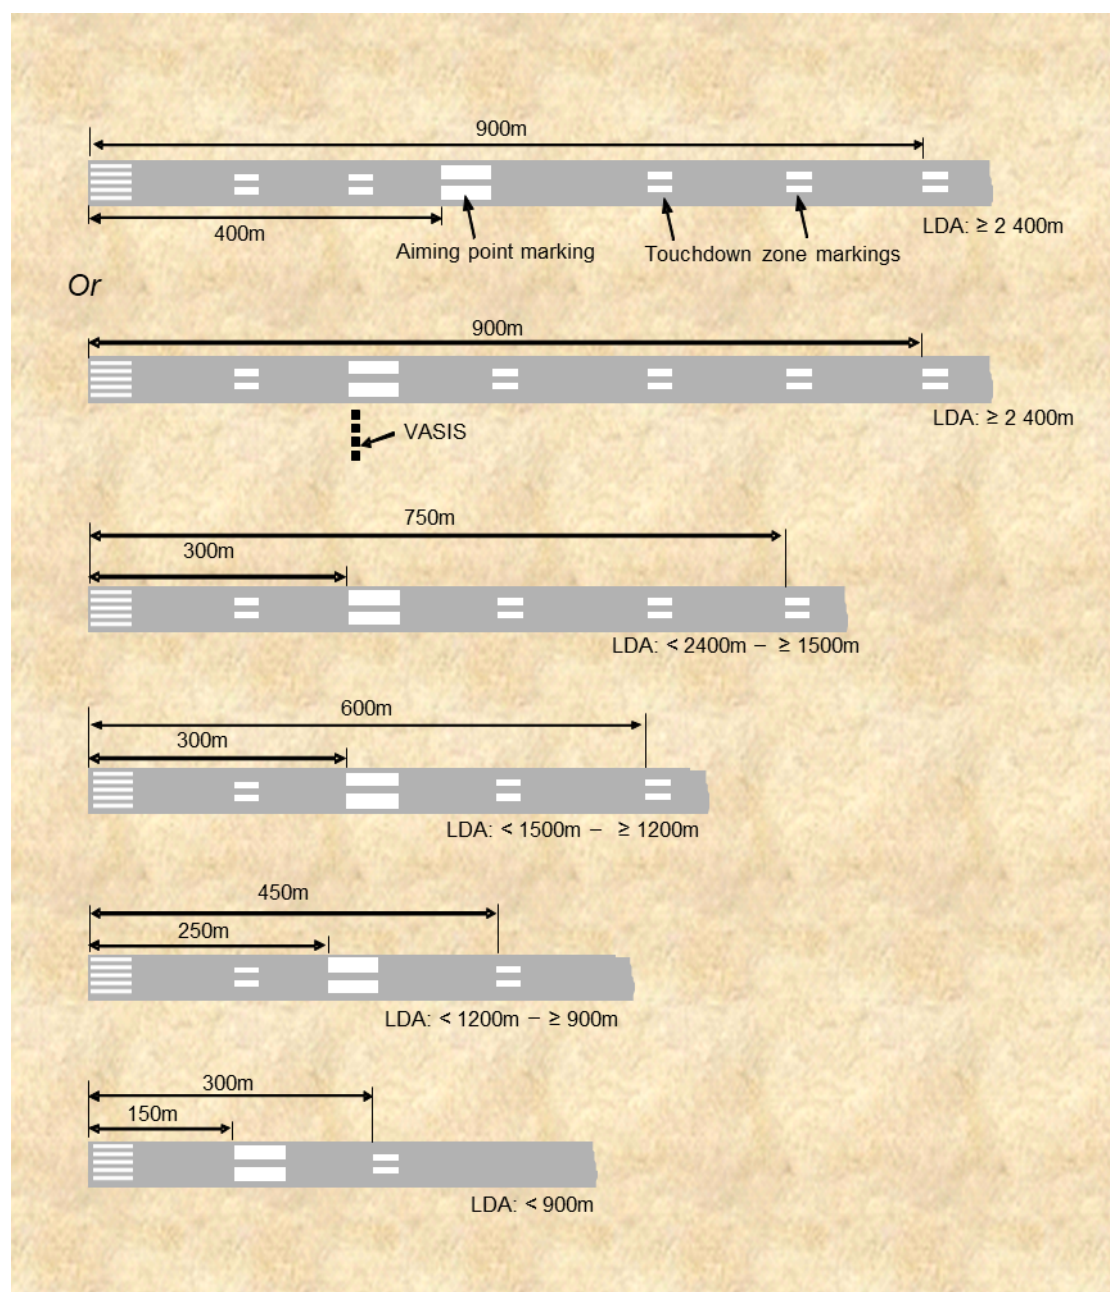 900m
400m
LDA: ≥ 2 400m
Aiming point marking
Touchdown zone markings
Or
900m
LDA: ≥ 2 400m
VASIS
750m
300m
LDA: < 2400m – ≥ 1500m
600m
300m
LDA: < 1500m – ≥ 1200m
450m
250m
LDA: < 1200m – ≥ 900m
300m
150m
LDA: < 900m